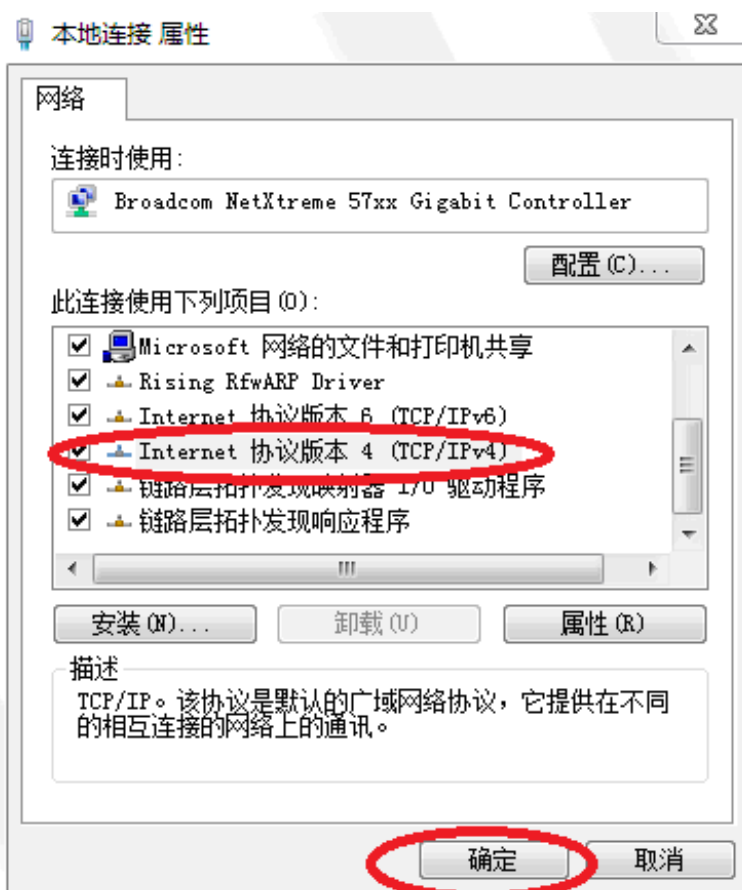 本地连接 属性
网络
连接时使用:
Broadcom NetXtreme 57xx Gigabit Controller
配置(C)...
此连接使用下列项目(O):
Microsoft 网络的文件和打印机共享
Rising RfwARP Driver
Internet 协议版本 6 (TCP/IPv6)
Internet 协议版本 4 (TCP/IPv4)
链路层拓扑发现映射器 I/O 驱动程序
链路层拓扑发现响应程序
安装(N)...
卸载(U)
属性(R)
描述
TCP/IP。该协议是默认的广域网络协议，它提供在不同
的相互连接的网络上的通讯。
确定
取消